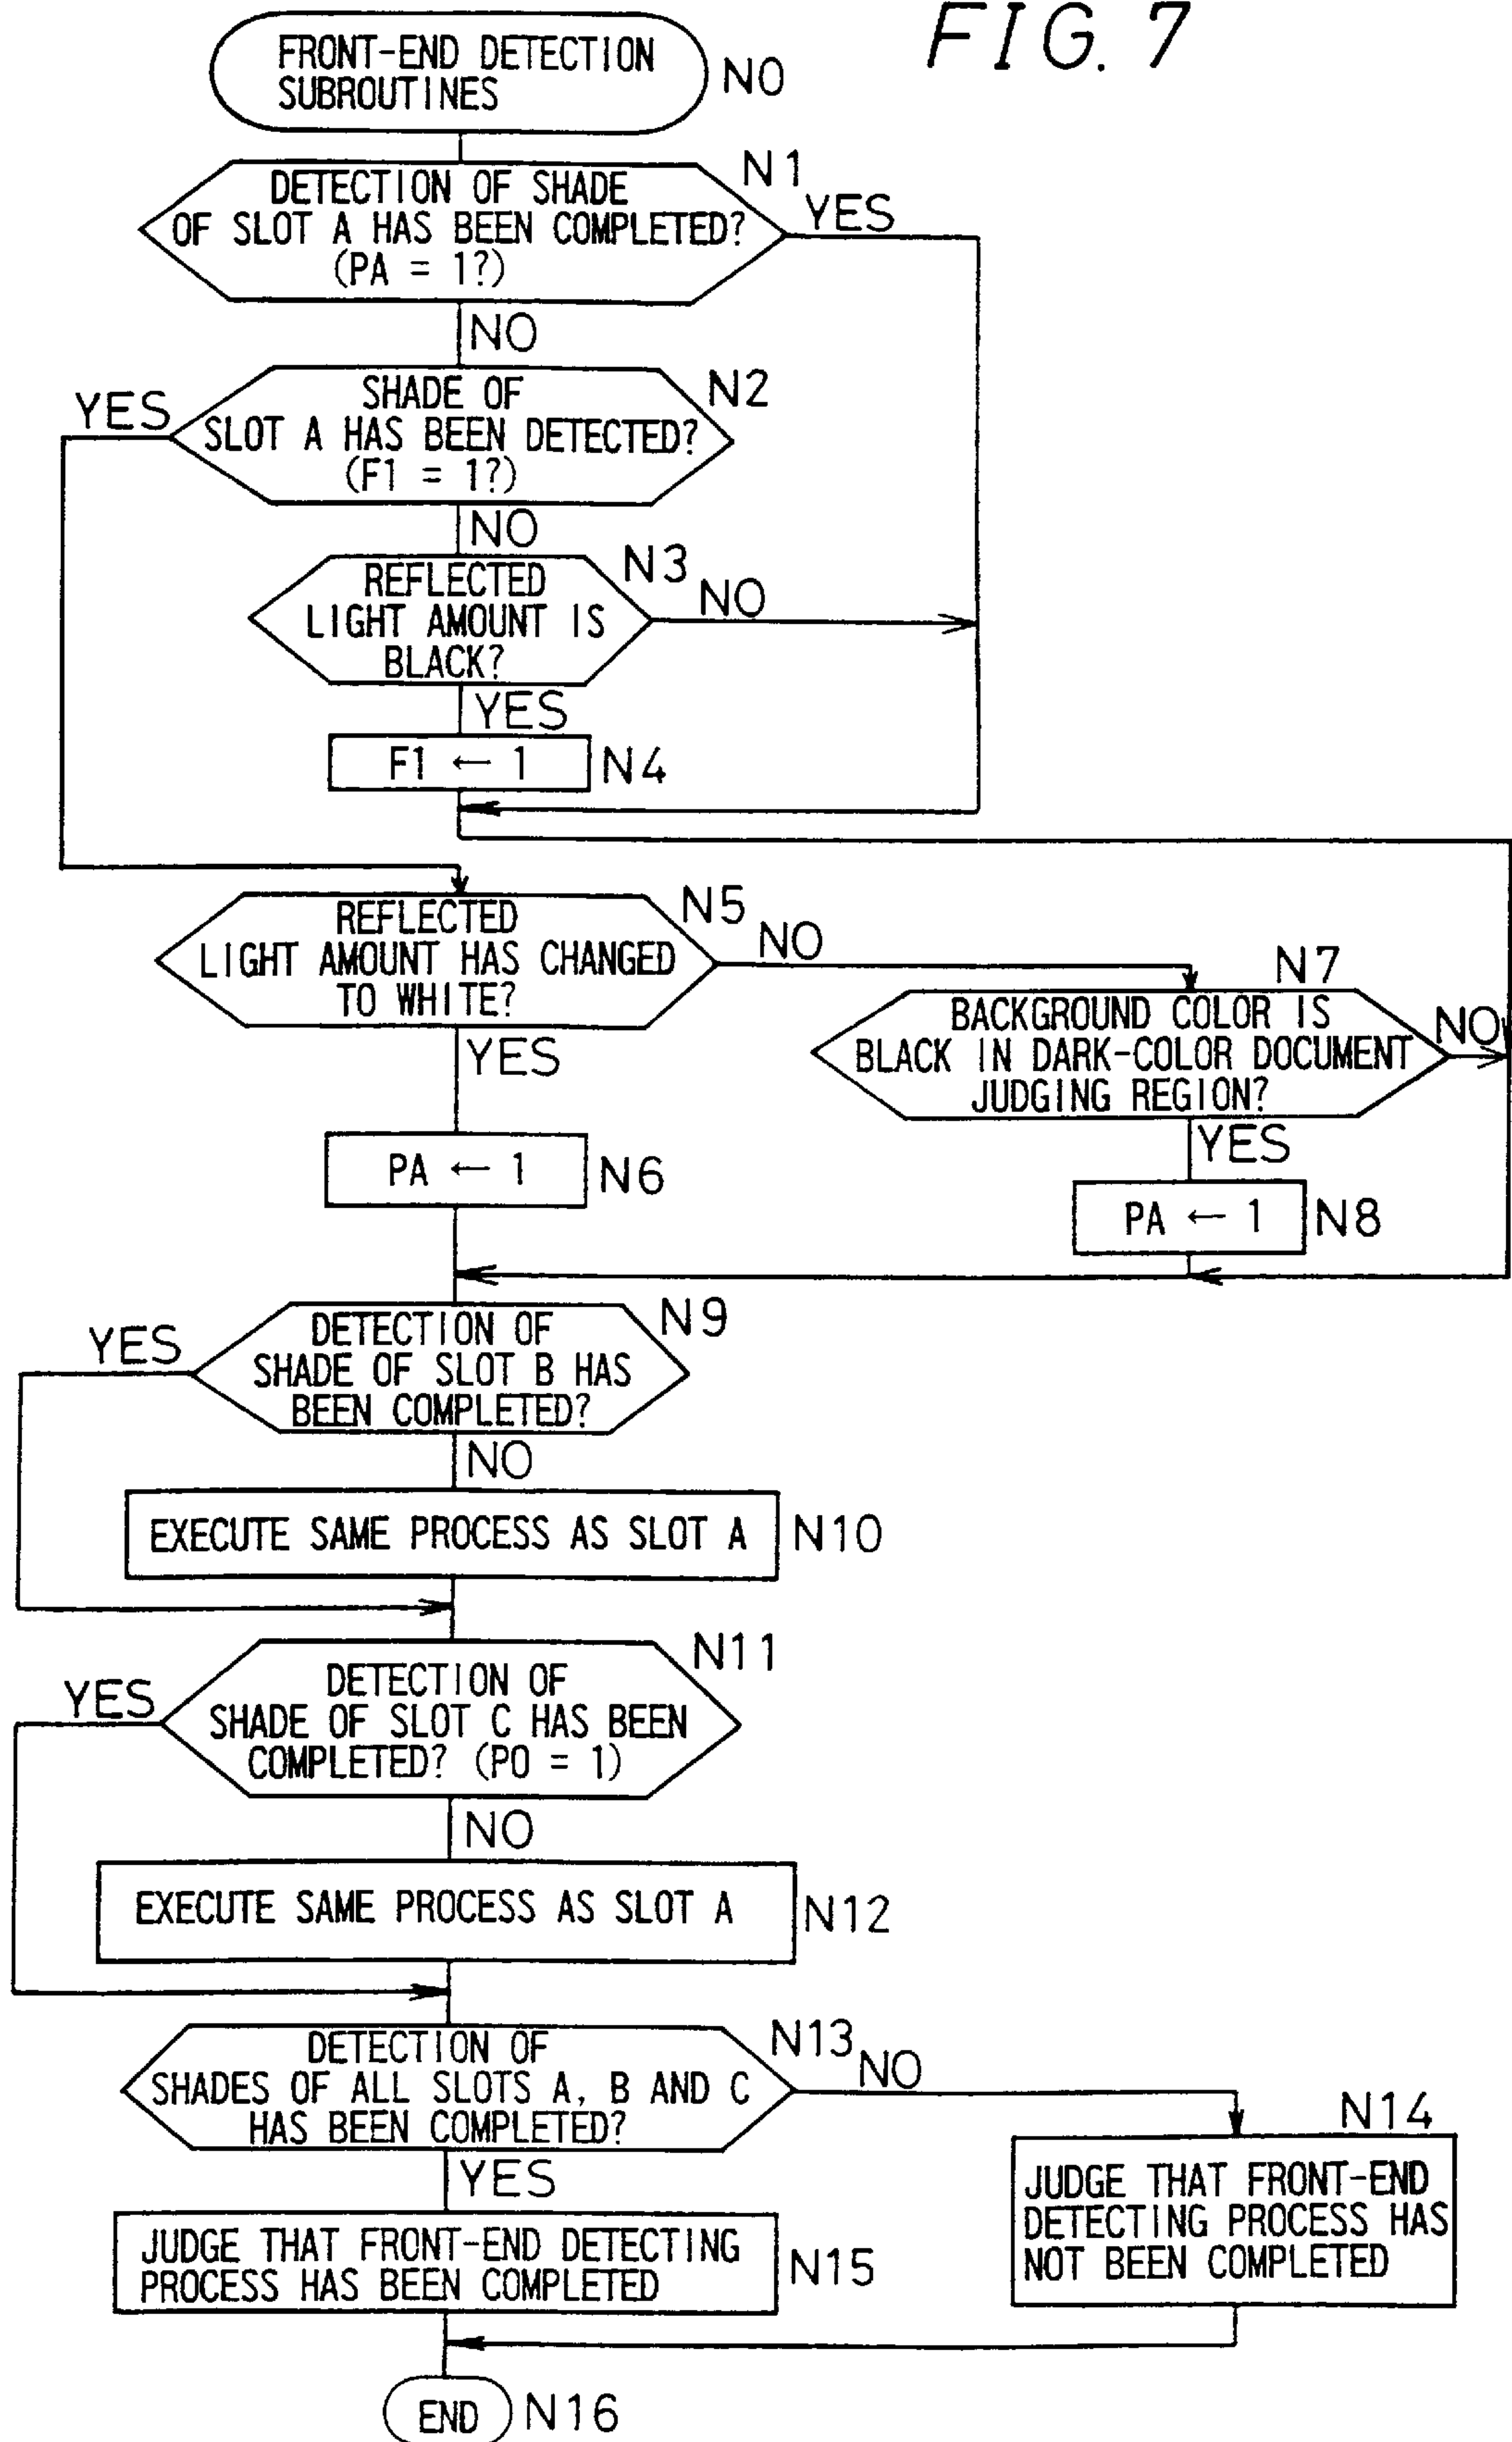 FIG. 7
FRONT-END DETECTION
SUBROUTINES
N0
N1
DETECTION OF SHADE
OF SLOT A HAS BEEN COMPLETED?
(PA = 1?)
YES
NO
N2
YES
SHADE OF
SLOT A HAS BEEN DETECTED?
(F1 = 1?)
NO
N3
REFLECTED
LIGHT AMOUNT IS
BLACK?
NO
YES
F1 ← 1
N4
N5
REFLECTED
LIGHT AMOUNT HAS CHANGED
TO WHITE?
NO
YES
N7
BACKGROUND COLOR IS
BLACK IN DARK-COLOR DOCUMENT
JUDGING REGION?
NO
YES
PA ← 1
N6
PA ← 1
N8
N9
YES
DETECTION OF
SHADE OF SLOT B HAS
BEEN COMPLETED?
NO
EXECUTE SAME PROCESS AS SLOT A
N10
N11
YES
DETECTION OF
SHADE OF SLOT C HAS BEEN
COMPLETED? (P0 = 1)
NO
EXECUTE SAME PROCESS AS SLOT A
N12
N13
DETECTION OF
SHADES OF ALL SLOTS A, B AND C
HAS BEEN COMPLETED?
NO
YES
N14
JUDGE THAT FRONT-END
DETECTING PROCESS HAS
NOT BEEN COMPLETED
JUDGE THAT FRONT-END DETECTING
PROCESS HAS BEEN COMPLETED
N15
END
N16